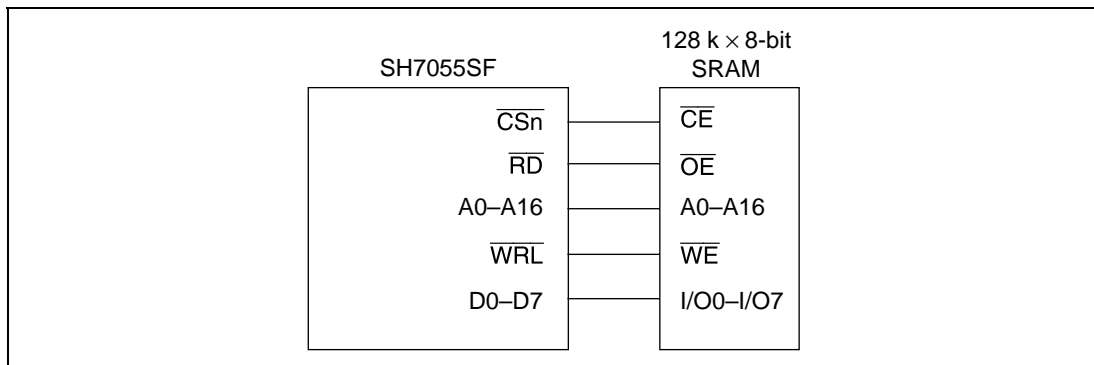 128 k × 8-bit
SH7055SF SRAM
CSn CE
RD OE
A0–A16 A0–A16
WRL WE
D0–D7 I/O0–I/O7